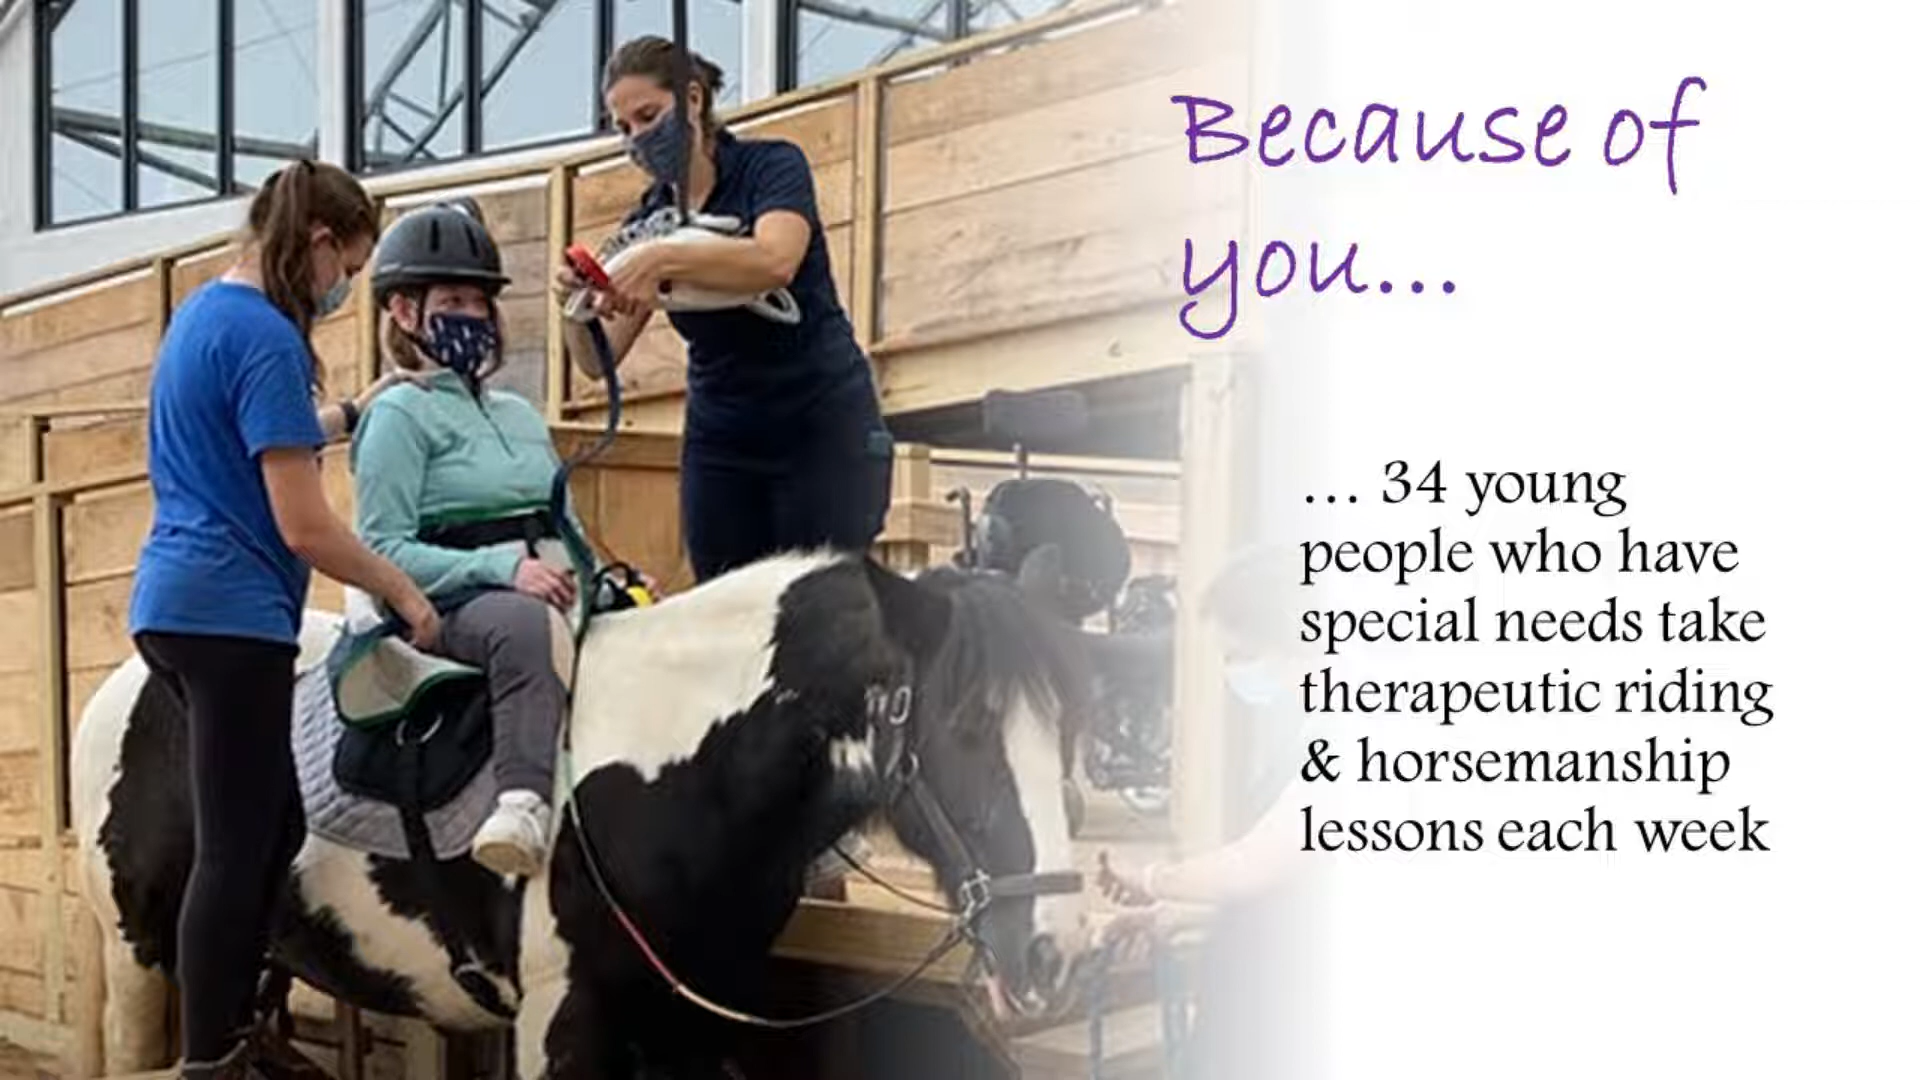 Because of
you...
... 34 young
people who have
special needs take
therapeutic riding
& horsemanship
lessons each week